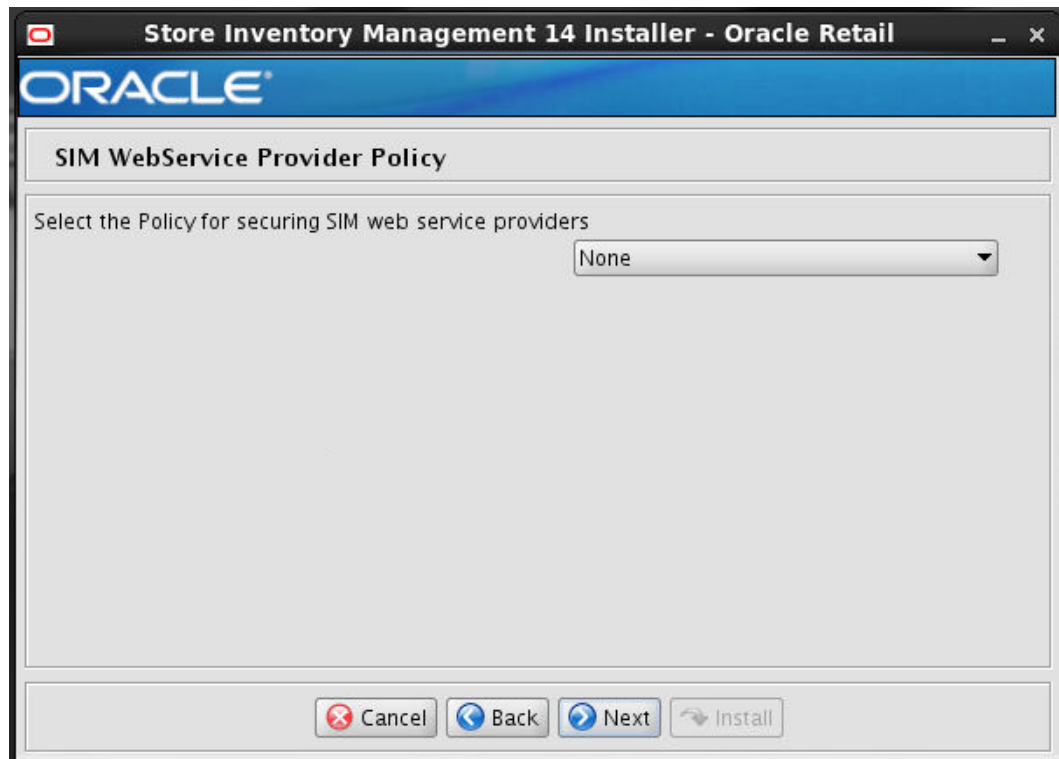 Store Inventory Management 14 Installer - Oracle Retail
ORACLE®
SIM WebService Provider Policy
Select the Policy for securing SIM web service providers
None
Cancel Back Next Install